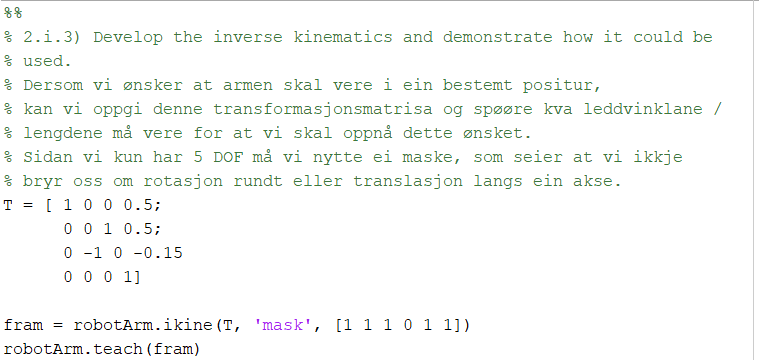 %%
% 2.i.3) Develop the inverse kinematics and demonstrate how it could be
% used.
% Dersom vi ønsker at armen skal vere i ein bestemt positur,
% kan vi oppgi denne transformasjonsmatrisa og spøøre kva leddvinklane /
% lengdene må vere for at vi skal oppnå dette ønsket.
% Sidan vi kun har 5 DOF må vi nytte ei maske, som seier at vi ikkje
% bryr oss om rotasjon rundt eller translasjon langs ein akse.
T = [ 1 0 0 0.5;
0 0 1 0.5;
0 -1 0 -0.15
0 0 0 1]
fram = robotArm.ikine(T, 'mask', [1 1 1 0 1 1])
robotArm.teach(fram)